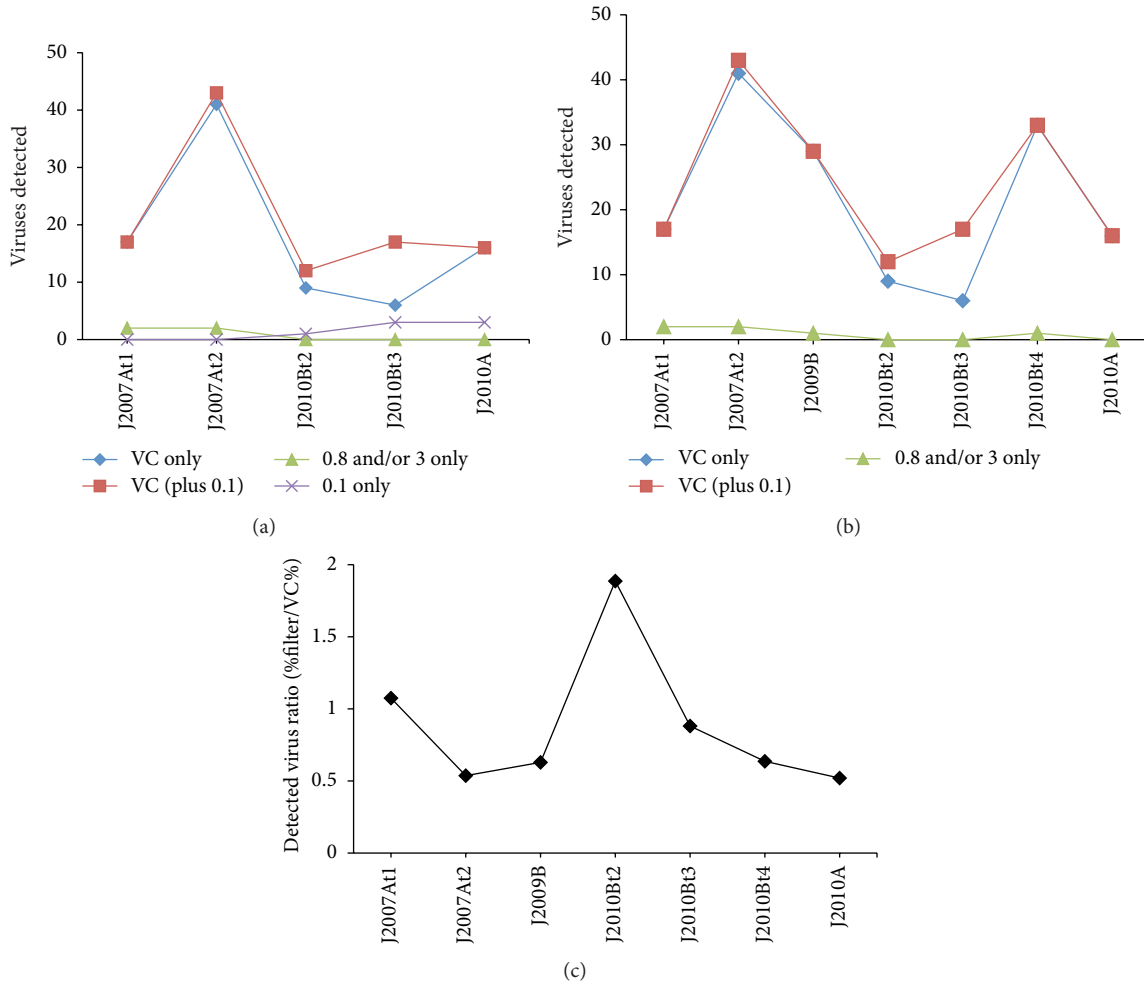 50
40
30
20
10
0
Viruses detected
J2007At1
J2007At2
J2010Bt2
J2010Bt3
J2010A
VC only
0.8 and/or 3 only
VC (plus 0.1)
0.1 only
(a)
50
40
30
20
10
0
Viruses detected
J2007At1
J2007At2
J2009B
J2010Bt2
J2010Bt3
J2010Bt4
J2010A
VC only
0.8 and/or 3 only
VC (plus 0.1)
(b)
2
1.5
1
0.5
0
Detected virus ratio (%filter/VC%)
J2007At1
J2007At2
J2009B
J2010Bt2
J2010Bt3
J2010Bt4
J2010A
(c)